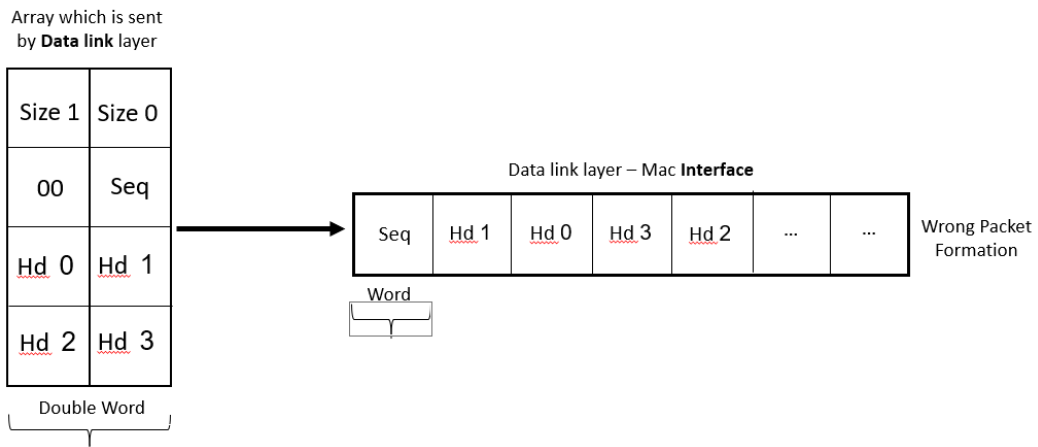 Array which is sent
by Data link layer
Size 1 Size 0
00 Seq
Hd 0 Hd 1
Hd 2 Hd 3
Double Word
Data link layer – Mac Interface
Seq Hd 1 Hd 0 Hd 3 Hd 2 ... ...
Word
Wrong Packet
Formation